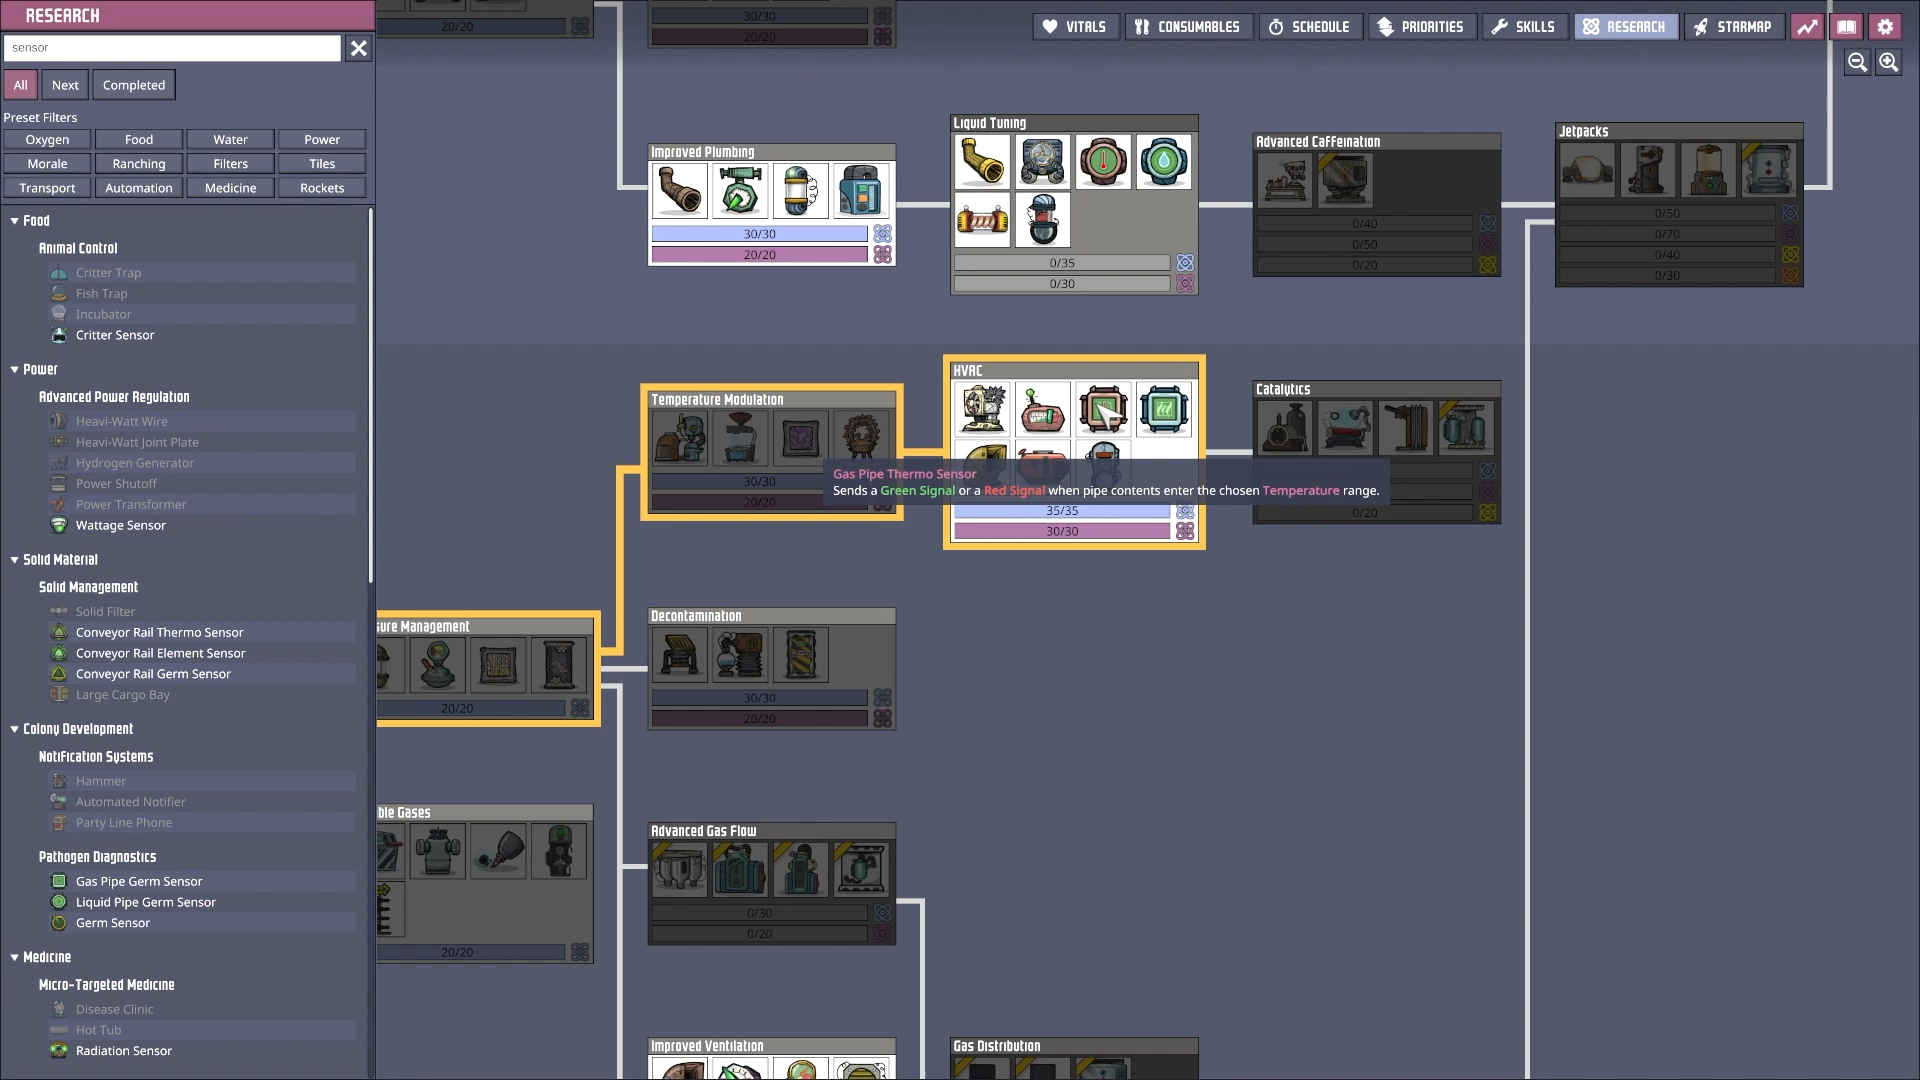 RESEARCH
sensor
All
Next
Completed
Preset Filters
Oxygen
Food
Water
Power
Morale
Ranching
Filters
Tiles
Transport
Automation
Medicine
Rockets
Food
Animal Control
Critter Trap
Fish Trap
Incubator
Critter Sensor
Power
Advanced Power Regulation
Heavi-Watt Wire
Heavi-Watt Joint Plate
Hydrogen Generator
Power Shutoff
Power Transformer
Wattage Sensor
Solid Material
Solid Management
Solid Filter
Conveyor Rail Thermo Sensor
Conveyor Rail Element Sensor
Conveyor Rail Germ Sensor
Large Cargo Bay
Colony Development
Notification Systems
Hammer
Automated Notifier
Party Line Phone
Pathogen Diagnostics
Gas Pipe Germ Sensor
Liquid Pipe Germ Sensor
Germ Sensor
Medicine
Micro-Targeted Medicine
Disease Clinic
Hot Tub
Radiation Sensor
VITALS
CONSUMABLES
SCHEDULE
PRIORITIES
SKILLS
RESEARCH
STARMAP
20/20
30/30
20/20
Improved Plumbing
30/30
20/20
Liquid Tuning
0/35
0/30
Advanced Caffeination
0/40
0/50
0/20
Jetpacks
0/50
0/70
0/40
0/30
Temperature Modulation
30/30
20/20
HVAC
35/35
30/30
Catalytics
0/20
Gas Pipe Thermo Sensor
Sends a Green Signal or a Red Signal when pipe contents enter the chosen Temperature range.
sure Management
20/20
Decontamination
30/30
20/20
ble Gases
20/20
Advanced Gas Flow
0/30
0/20
Improved Ventilation
Gas Distribution